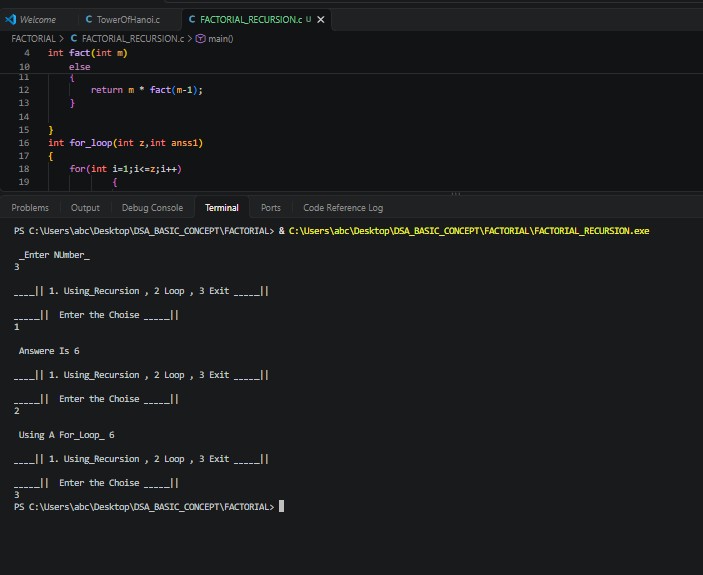 Welcome C TowerOfHanoi.c C FACTORIAL_RECURSION.c U X
FACTORIAL > C FACTORIAL_RECURSION.c > main()
4 int fact(int m)
10 else
11 {
12 return m * fact(m-1);
13 }
14
15 }
16 int for_loop(int z,int anss1)
17 {
18 for(int i=1;i<=z;i++)
19 {
Problems Output Debug Console Terminal Ports Code Reference Log
PS C:\Users\abc\Desktop\DSA_BASIC_CONCEPT\FACTORIAL> & C:\Users\abc\Desktop\DSA_BASIC_CONCEPT\FACTORIAL\FACTORIAL_RECURSION.exe
_Enter NUmber_
3
____|| 1. Using_Recursion , 2 Loop , 3 Exit _____||
_____|| Enter the Choise _____||
1
Answere Is 6
____|| 1. Using_Recursion , 2 Loop , 3 Exit _____||
_____|| Enter the Choise _____||
2
Using A For_Loop_ 6
____|| 1. Using_Recursion , 2 Loop , 3 Exit _____||
_____|| Enter the Choise _____||
3
PS C:\Users\abc\Desktop\DSA_BASIC_CONCEPT\FACTORIAL>